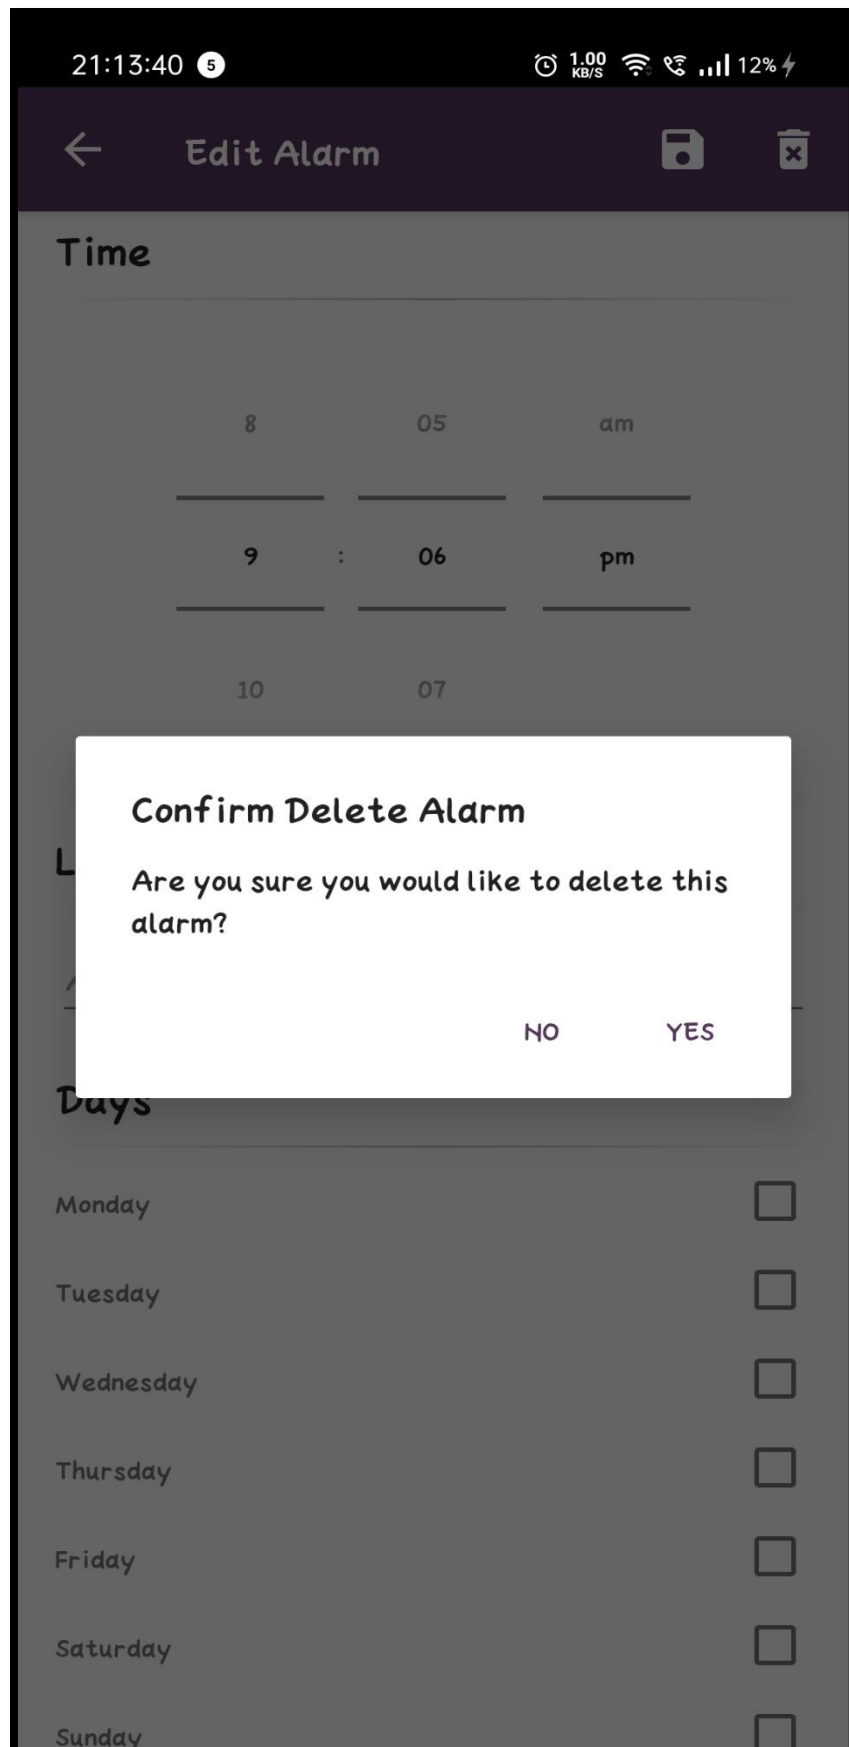 21:13:40 5 1.00 KB/S 12%
Edit Alarm
Time
8 05 am
9 : 06 pm
10 07
Confirm Delete Alarm
Are you sure you would like to delete this
alarm?
NO YES
Days
Monday
Tuesday
Wednesday
Thursday
Friday
Saturday
Sunday